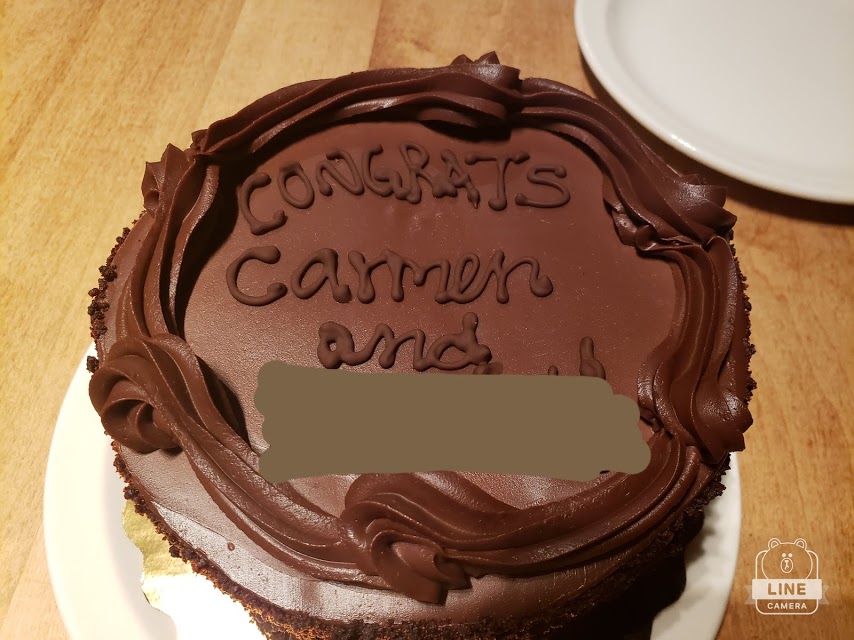 CONGRATS
Carmen
and
LINE
CAMERA